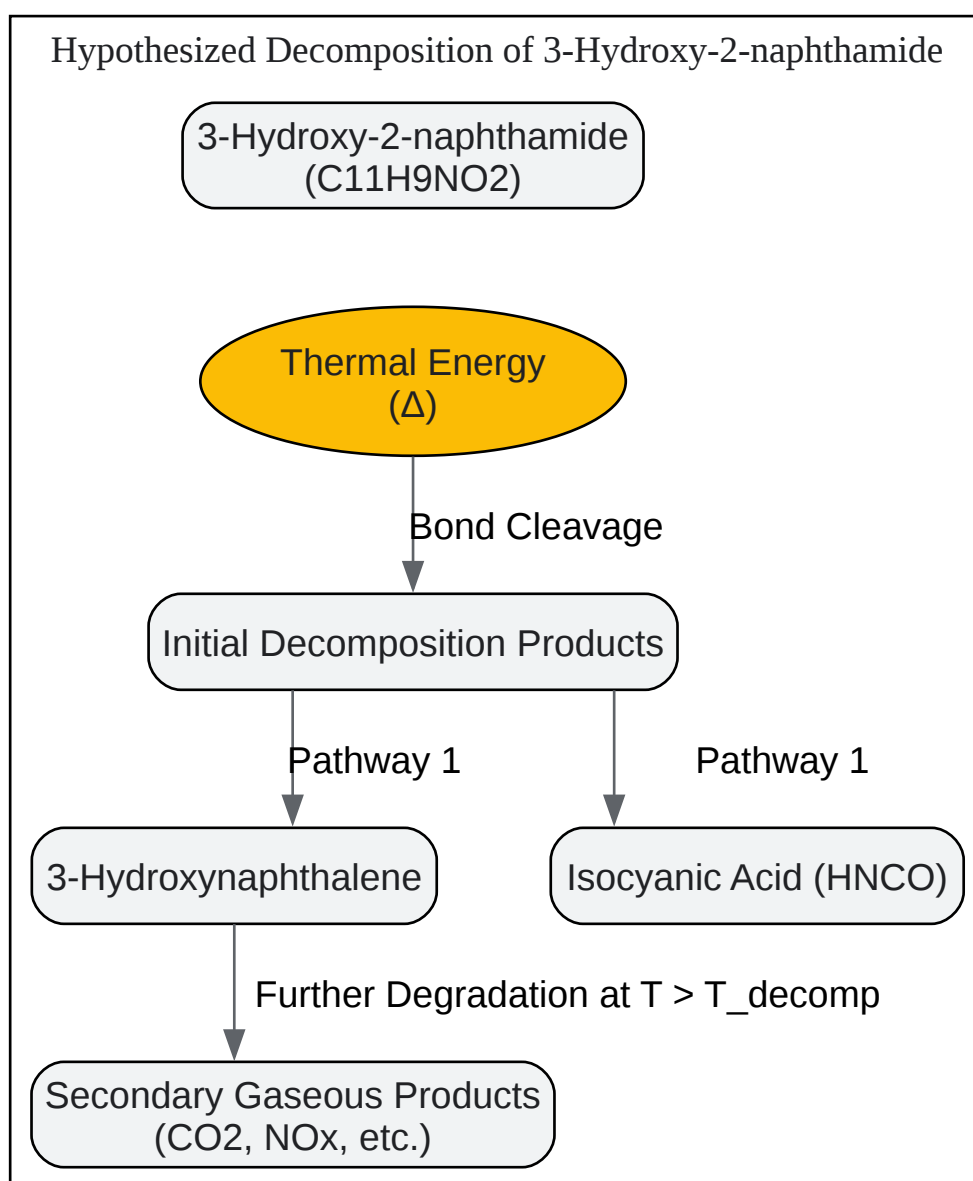 Hypothesized Decomposition of 3-Hydroxy-2-naphthamide
3-Hydroxy-2-naphthamide
(C11H9NO2)
Thermal Energy
(Δ)
Bond Cleavage
Initial Decomposition Products
Pathway 1
Pathway 1
3-Hydroxynaphthalene
Isocyanic Acid (HNCO)
Further Degradation at T > T_decomp
Secondary Gaseous Products
(CO2, NOx, etc.)